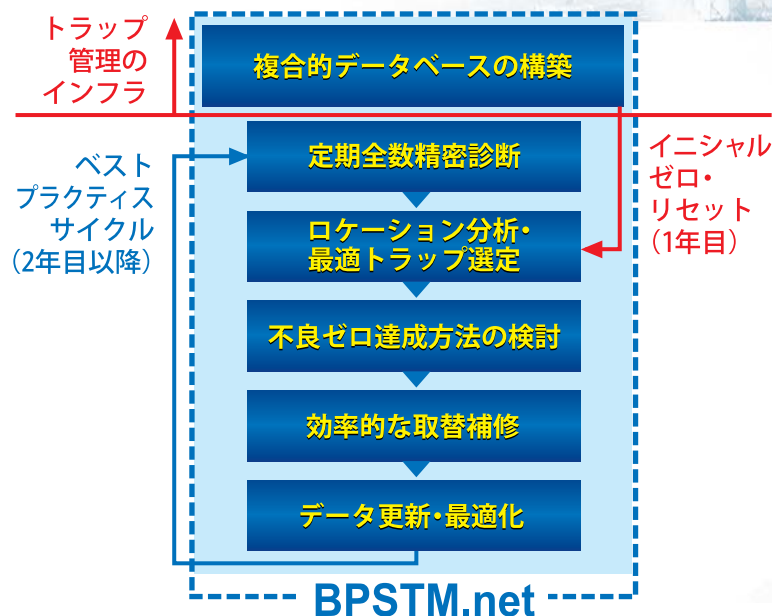 トラップ
管理の
インフラ
複合的データベースの構築
定期全数精密診断
ベスト
プラクティス
サイクル
（2年目以降）
イニシャル
ゼロ・
リセット
（1年目）
ロケーション分析・
最適トラップ選定
不良ゼロ達成方法の検討
効率的な取替補修
データ更新・最適化
BPSTM.net